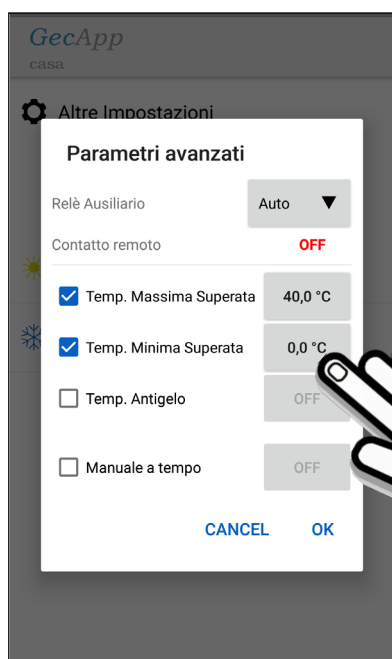 GecApp
casa
Altre Impostazioni
Parametri avanzati
Relè Ausiliario Auto ▼
Contatto remoto OFF
Temp. Massima Superata 40,0 °C
Temp. Minima Superata 0,0 °C
Temp. Antigelo OFF
Manuale a tempo OFF
CANCEL OK